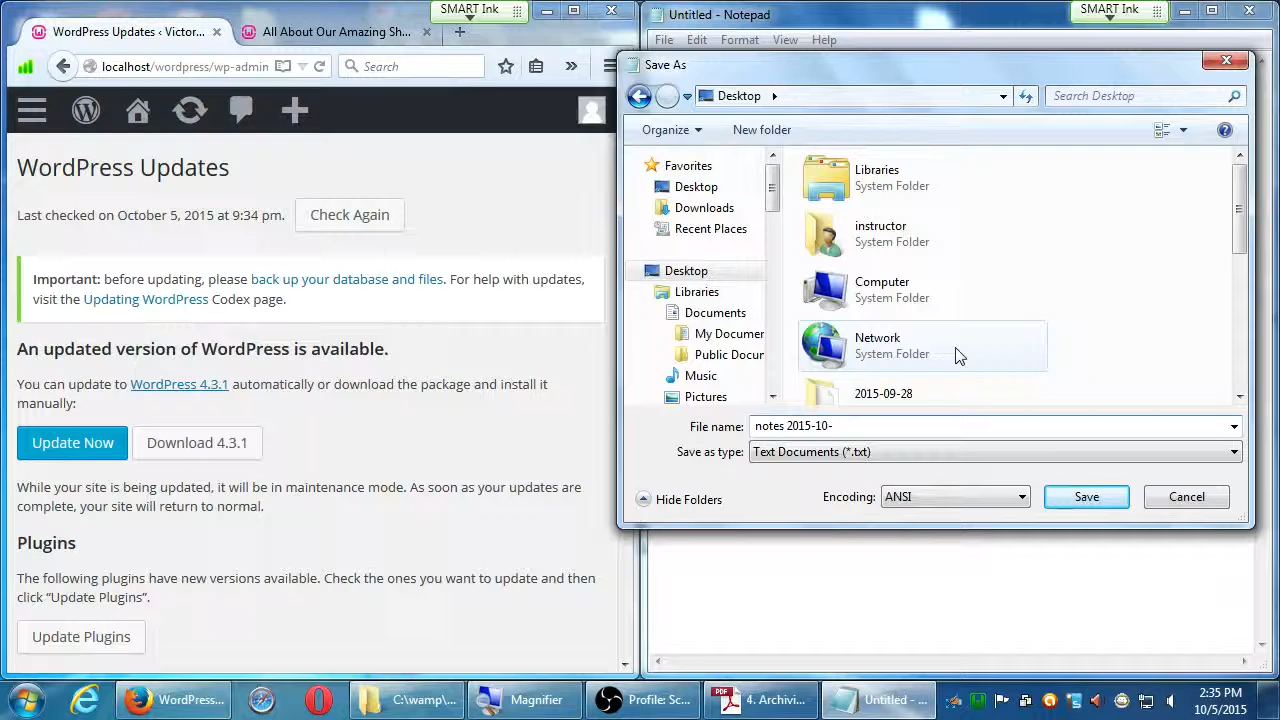 SMART Ink
WordPress Updates ‹ Victor...
All About Our Amazing Sh...
localhost/wordpress/wp-admin
Search
WordPress Updates
Last checked on October 5, 2015 at 9:34 pm.
Check Again
Important: before updating, please back up your database and files. For help with updates,
visit the Updating WordPress Codex page.
An updated version of WordPress is available.
You can update to WordPress 4.3.1 automatically or download the package and install it
manually:
Update Now
Download 4.3.1
While your site is being updated, it will be in maintenance mode. As soon as your updates are
complete, your site will return to normal.
Plugins
The following plugins have new versions available. Check the ones you want to update and then
click “Update Plugins”.
Update Plugins
Untitled - Notepad
SMART Ink
File Edit Format View Help
Save As
Desktop
Search Desktop
Organize
New folder
Favorites
Desktop
Downloads
Recent Places
Desktop
Libraries
Documents
My Documen
Public Docur
Music
Pictures
Libraries
System Folder
instructor
System Folder
Computer
System Folder
Network
System Folder
2015-09-28
File name: notes 2015-10-
Save as type: Text Documents (*.txt)
Hide Folders
Encoding: ANSI
Save
Cancel
WordPress...
C:\wamp\...
Magnifier
Profile: Sc...
PDF
4. Archivi...
Untitled - ...
2:35 PM
10/5/2015